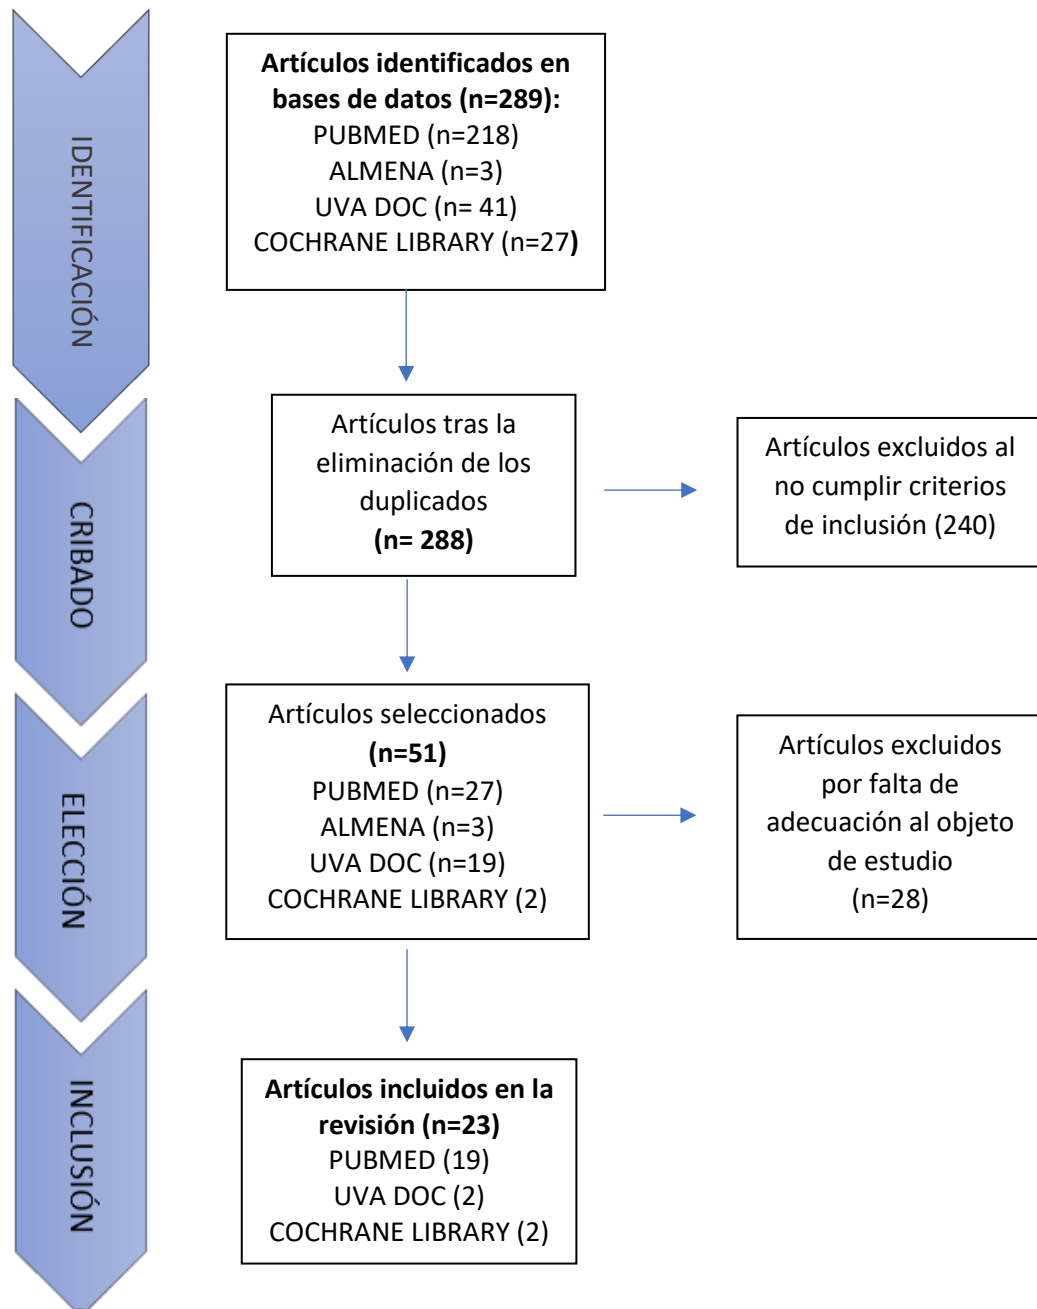 IDENTIFICACIÓN
Artículos identificados en
bases de datos (n=289):
PUBMED (n=218)
ALMENA (n=3)
UVA DOC (n= 41)
COCHRANE LIBRARY (n=27)
CRIBADO
Artículos tras la
eliminación de los
duplicados
(n= 288)
Artículos excluidos al
no cumplir criterios
de inclusión (240)
ELECCIÓN
Artículos seleccionados
(n=51)
PUBMED (n=27)
ALMENA (n=3)
UVA DOC (n=19)
COCHRANE LIBRARY (2)
Artículos excluidos
por falta de
adecuación al objeto
de estudio
(n=28)
INCLUSIÓN
Artículos incluidos en la
revisión (n=23)
PUBMED (19)
UVA DOC (2)
COCHRANE LIBRARY (2)